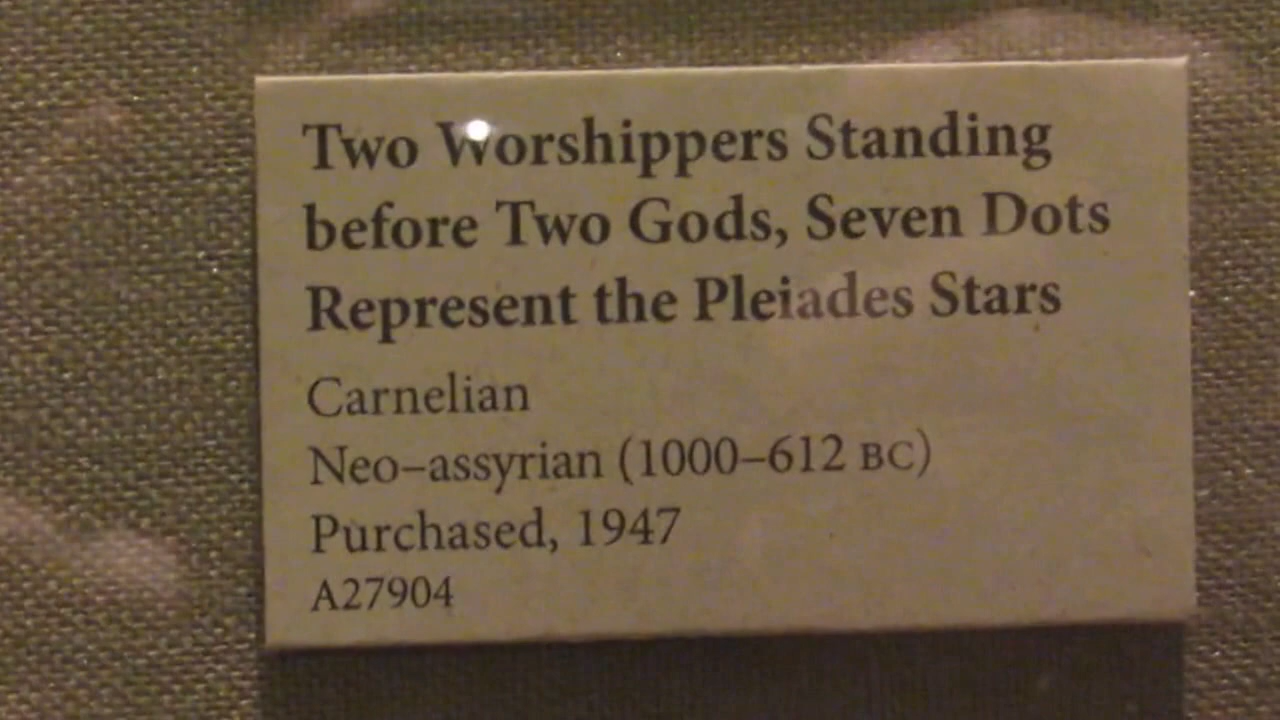 Two Worshippers Standing
before Two Gods, Seven Dots
Represent the Pleiades Stars
Carnelian
Neo–assyrian (1000–612 BC)
Purchased, 1947
A27904